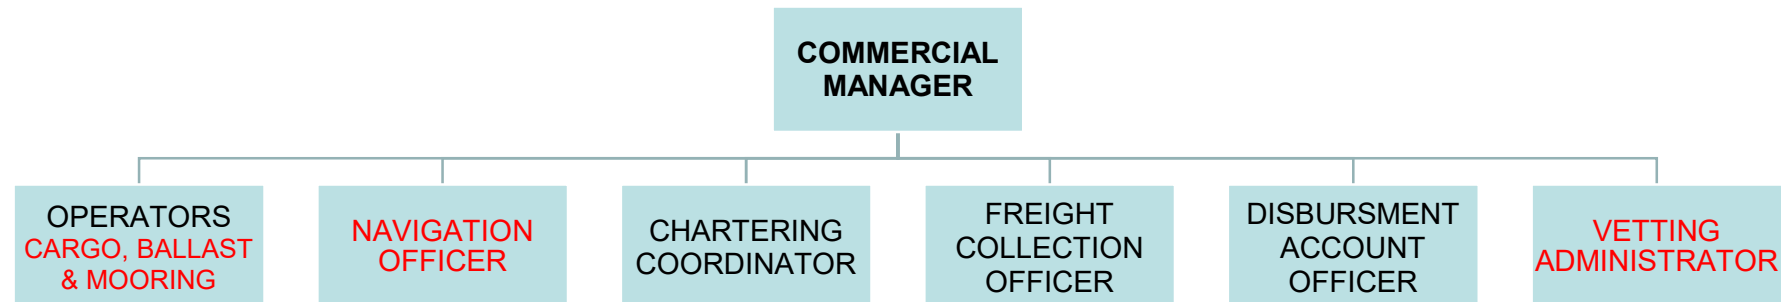 COMMERCIAL
MANAGER
OPERATORS
CARGO, BALLAST
& MOORING
NAVIGATION
OFFICER
CHARTERING
COORDINATOR
FREIGHT
COLLECTION
OFFICER
DISBURSMENT
ACCOUNT
OFFICER
VETTING
ADMINISTRATOR